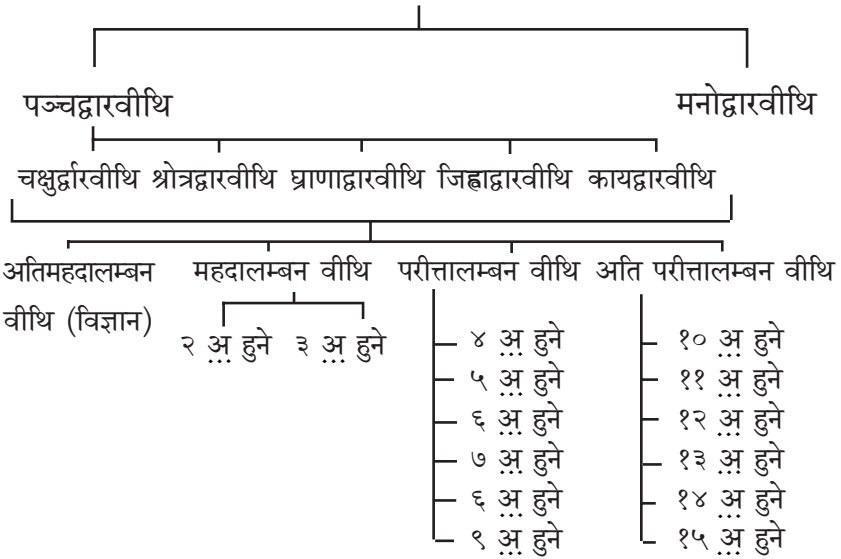 पञ्चद्वारवीथि मनोद्वारवीथि
चक्षुर्द्वारवीथि श्रोत्रद्वारवीथि घ्राणाद्वारवीथि जिह्वाद्वारवीथि कायद्वारवीथि
अतिमहदालम्बन महदालम्बन वीथि परीत्तालम्बन वीथि अति परीत्तालम्बन वीथि
वीथि (विज्ञान)
२ अ हुने ३ अ हुने
४ अ हुने
५ अ हुने
६ अ हुने
७ अ हुने
६ अ हुने
९ अ हुने
१० अ हुने
११ अ हुने
१२ अ हुने
१३ अ हुने
१४ अ हुने
१५ अ हुने